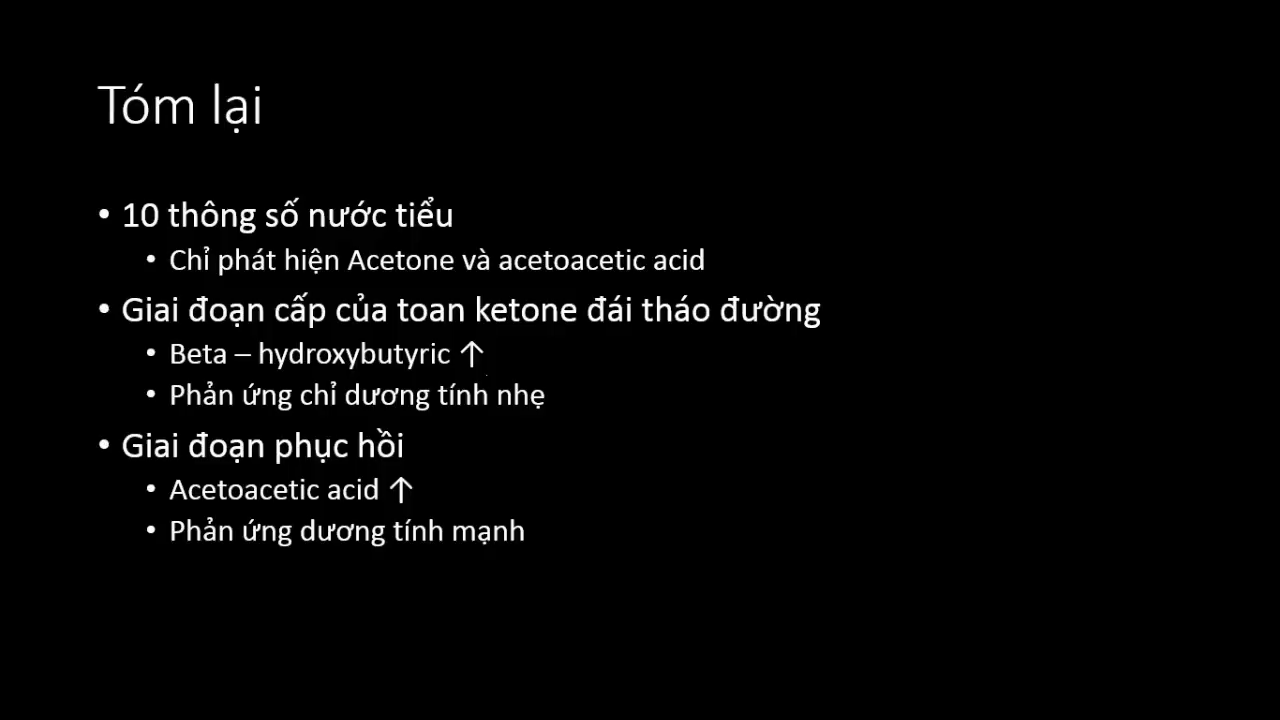 Tóm lại
• 10 thông số nước tiểu
• Chỉ phát hiện Acetone và acetoacetic acid
• Giai đoạn cấp của toan ketone đái tháo đường
• Beta – hydroxybutyric ↑
• Phản ứng chỉ dương tính nhẹ
• Giai đoạn phục hồi
• Acetoacetic acid ↑
• Phản ứng dương tính mạnh